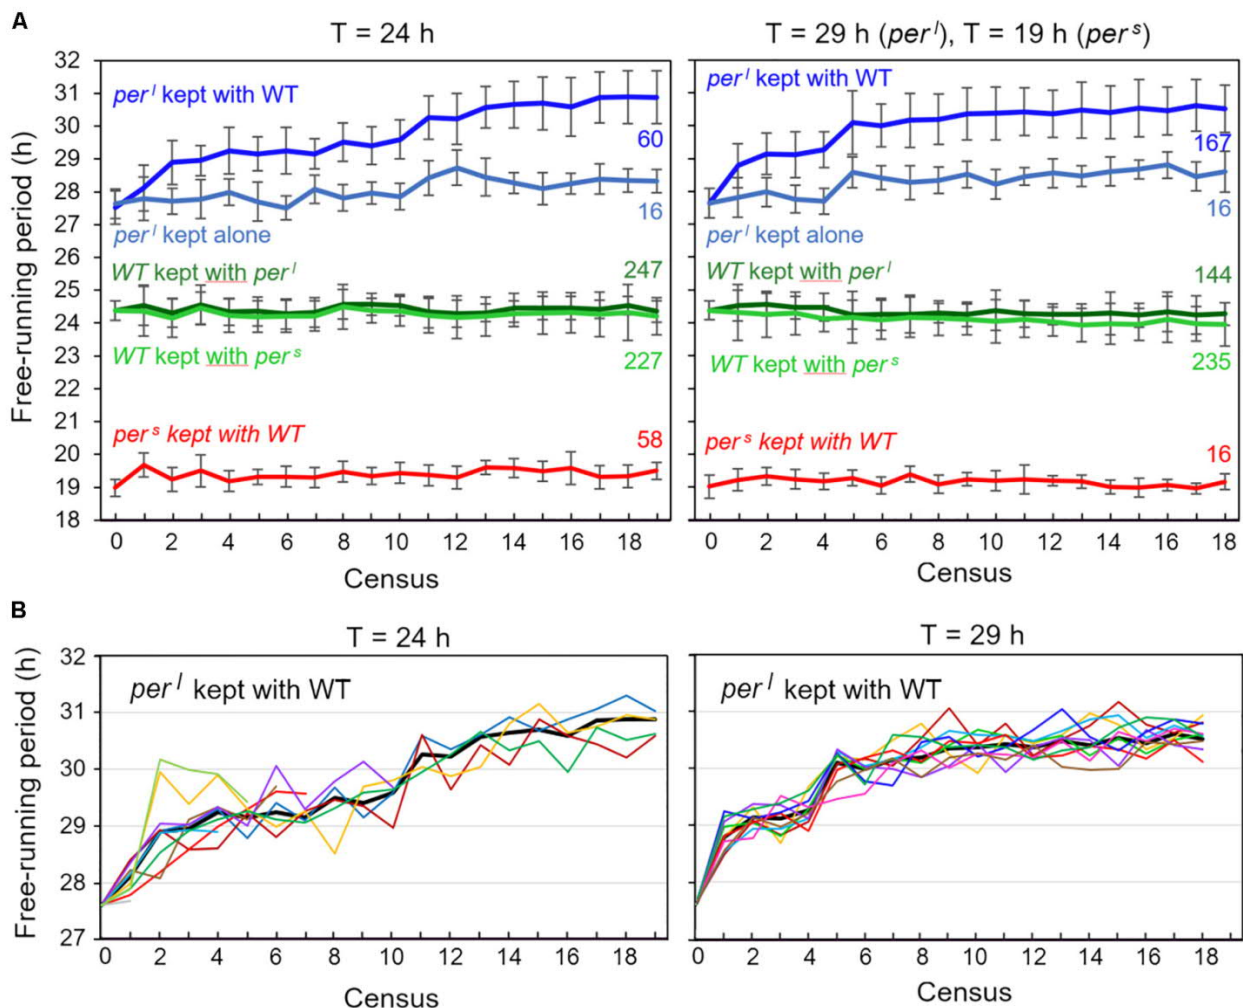 A
T = 24 h
T = 29 h (per l), T = 19 h (per s)
Free-running period (h)
32
31
30
29
28
27
26
25
24
23
22
21
20
19
18
per l kept with WT
60
16
per l kept alone
WT kept with per l
247
WT kept with per s
227
per s kept with WT
58
0 2 4 6 8 10 12 14 16 18
Census
per l kept with WT
167
16
per l kept alone
WT kept with per l
144
WT kept with per s
235
per s kept with WT
16
0 2 4 6 8 10 12 14 16 18
Census
B
T = 24 h
T = 29 h
Free-running period (h)
32
31
30
29
28
27
per l kept with WT
0 2 4 6 8 10 12 14 16 18
Census
per l kept with WT
0 2 4 6 8 10 12 14 16 18
Census